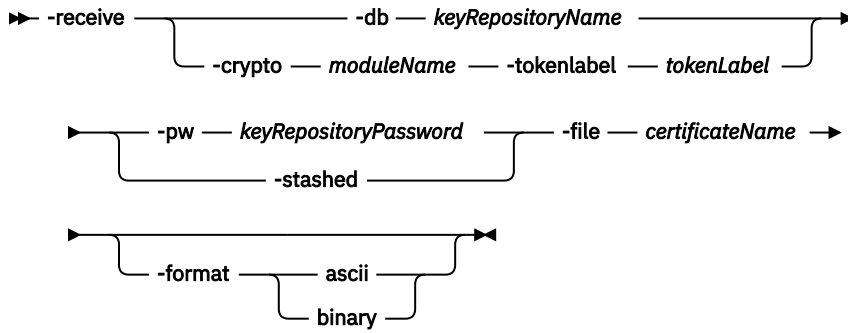 -receive -db keyRepositoryName
-crypto moduleName -tokenlabel tokenLabel
-pw keyRepositoryPassword -file certificateName
-stashed
-format ascii
binary